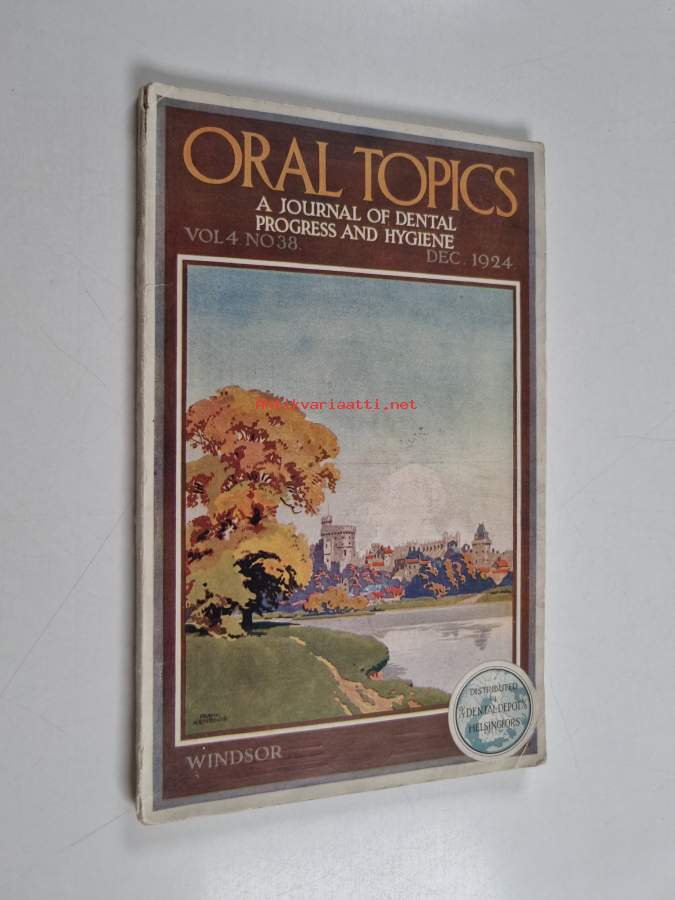 ORAL TOPICS
A JOURNAL OF DENTAL
PROGRESS AND HYGIENE
VOL 4. NO 38.
DEC. 1924.
Antikvariaatti.net
WINDSOR
DISTRIBUTED
DENTAL-DEPOT
HELSINGFORS